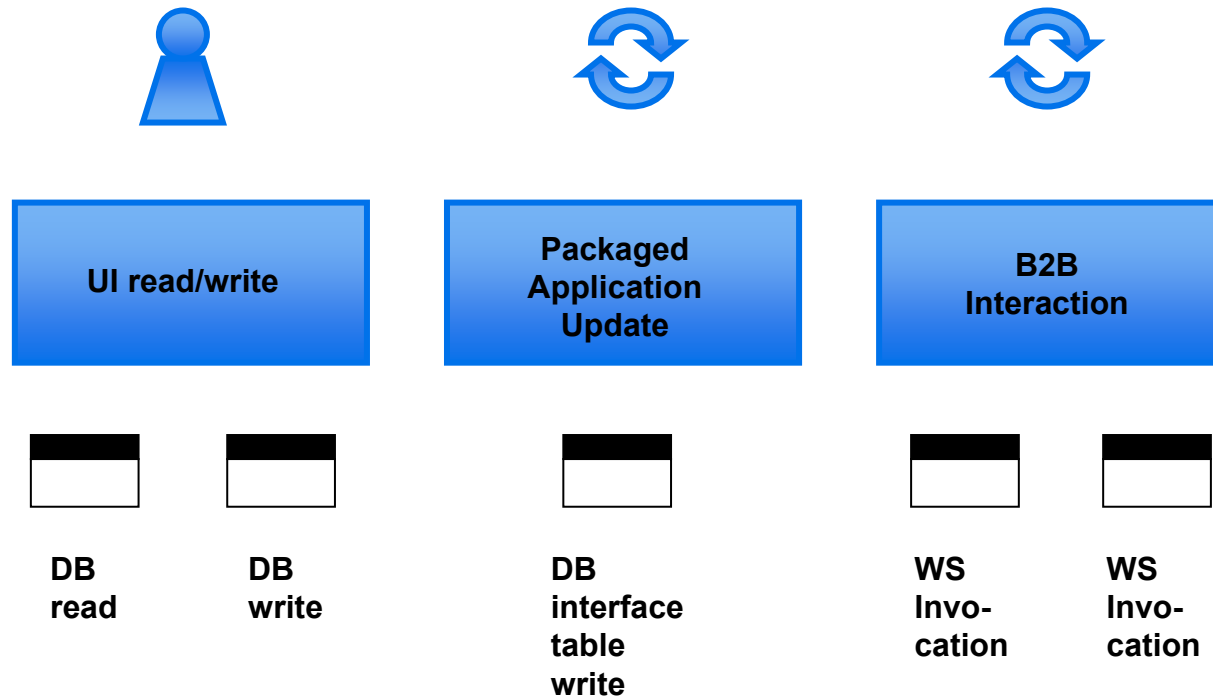 UI read/write
Packaged
Application
Update
B2B
Interaction
DB
read
DB
write
DB
interface
table
write
WS
Invo-
cation
WS
Invo-
cation